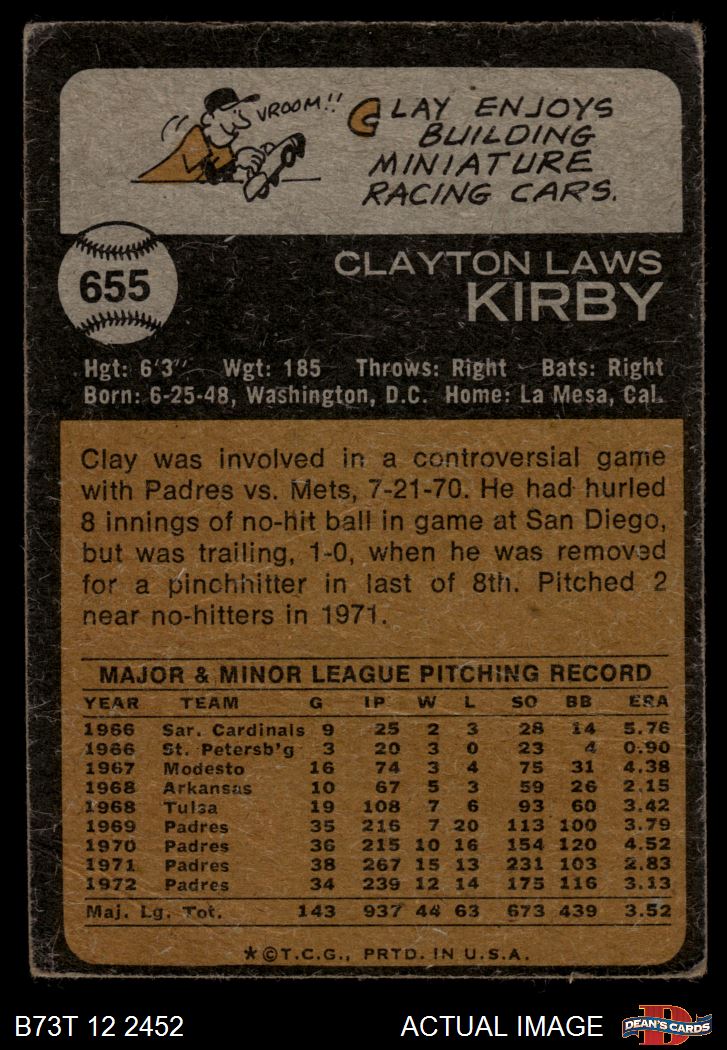 VROOM!!
CLAY ENJOYS
BUILDING
MINIATURE
RACING CARS.
655
CLAYTON LAWS
KIRBY
Hgt: 6'3" Wgt: 185 Throws: Right Bats: Right
Born: 6-25-48, Washington, D.C. Home: La Mesa, Cal.
Clay was involved in a controversial game
with Padres vs. Mets, 7-21-70. He had hurled
8 innings of no-hit ball in game at San Diego,
but was trailing, 1-0, when he was removed
for a pinchhitter in last of 8th. Pitched 2
near no-hitters in 1971.
MAJOR & MINOR LEAGUE PITCHING RECORD
YEAR TEAM G IP W L SO BB ERA
1966 Sar. Cardinals 9 25 2 3 28 14 5.76
1966 St. Petersb'g 3 20 3 0 23 4 0.90
1967 Modesto 16 74 3 4 75 31 4.38
1968 Arkansas 10 67 5 3 59 26 2.15
1968 Tulsa 19 108 7 6 93 60 3.42
1969 Padres 35 216 7 20 113 100 3.79
1970 Padres 36 215 10 16 154 120 4.52
1971 Padres 38 267 15 13 231 103 2.83
1972 Padres 34 239 12 14 175 116 3.13
Maj. Lg. Tot. 143 937 44 63 673 439 3.52
*©T.C.G., PRTD. IN U.S.A.
B73T 12 2452 ACTUAL IMAGE D DEAN'S CARDS